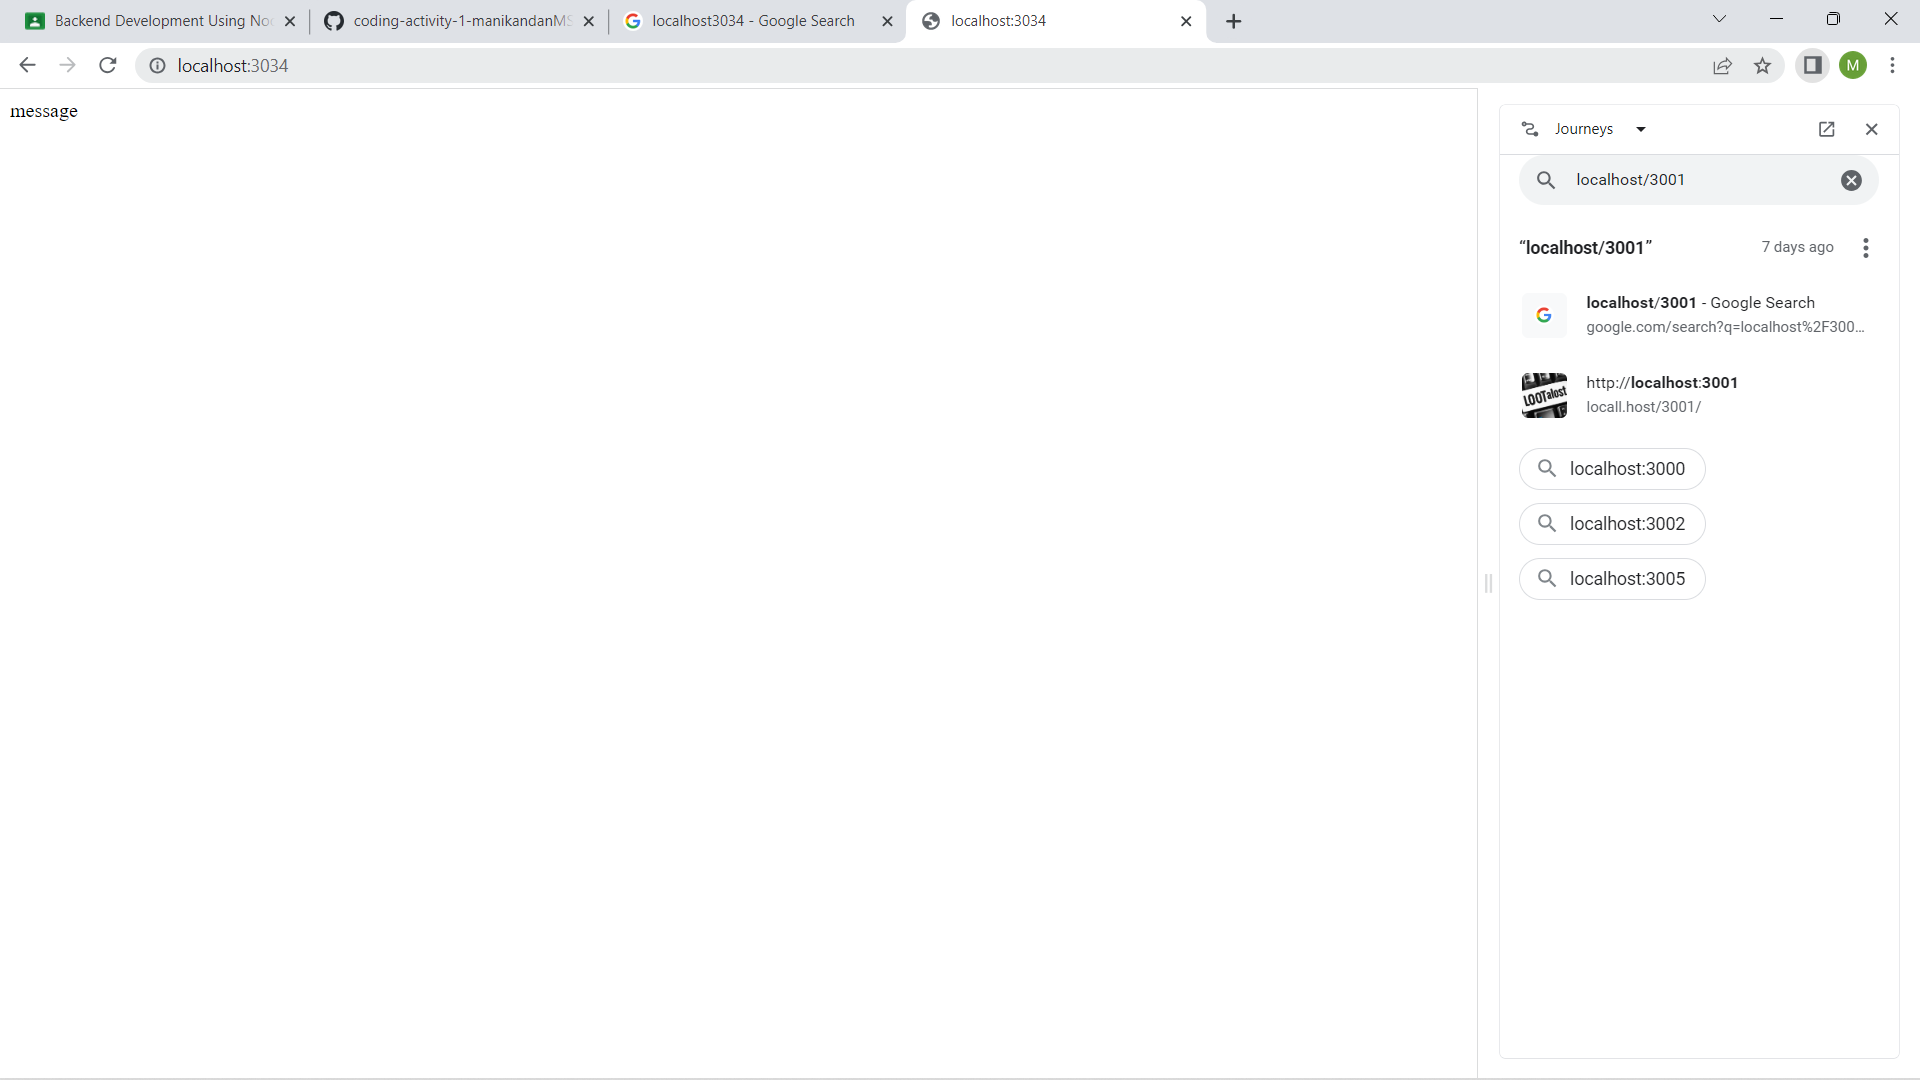 Backend Development Using No
coding-activity-1-manikandanMS
localhost3034 - Google Search
localhost:3034
localhost:3034
M
message
Journeys
localhost/3001
“localhost/3001”
7 days ago
localhost/3001 - Google Search
google.com/search?q=localhost%2F300...
LOOTalost
http://localhost:3001
locall.host/3001/
localhost:3000
localhost:3002
localhost:3005